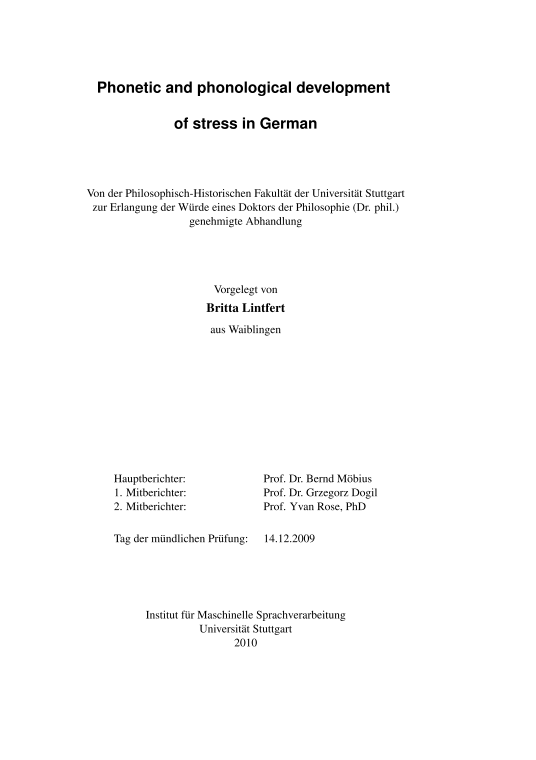 Phonetic and phonological development
of stress in German
Von der Philosophisch-Historischen Fakultät der Universität Stuttgart
zur Erlangung der Würde eines Doktors der Philosophie (Dr. phil.)
genehmigte Abhandlung
Vorgelegt von
Britta Lintfert
aus Waiblingen
Hauptberichter: Prof. Dr. Bernd Möbius
1. Mitberichter: Prof. Dr. Grzegorz Dogil
2. Mitberichter: Prof. Yvan Rose, PhD
Tag der mündlichen Prüfung: 14.12.2009
Institut für Maschinelle Sprachverarbeitung
Universität Stuttgart
2010